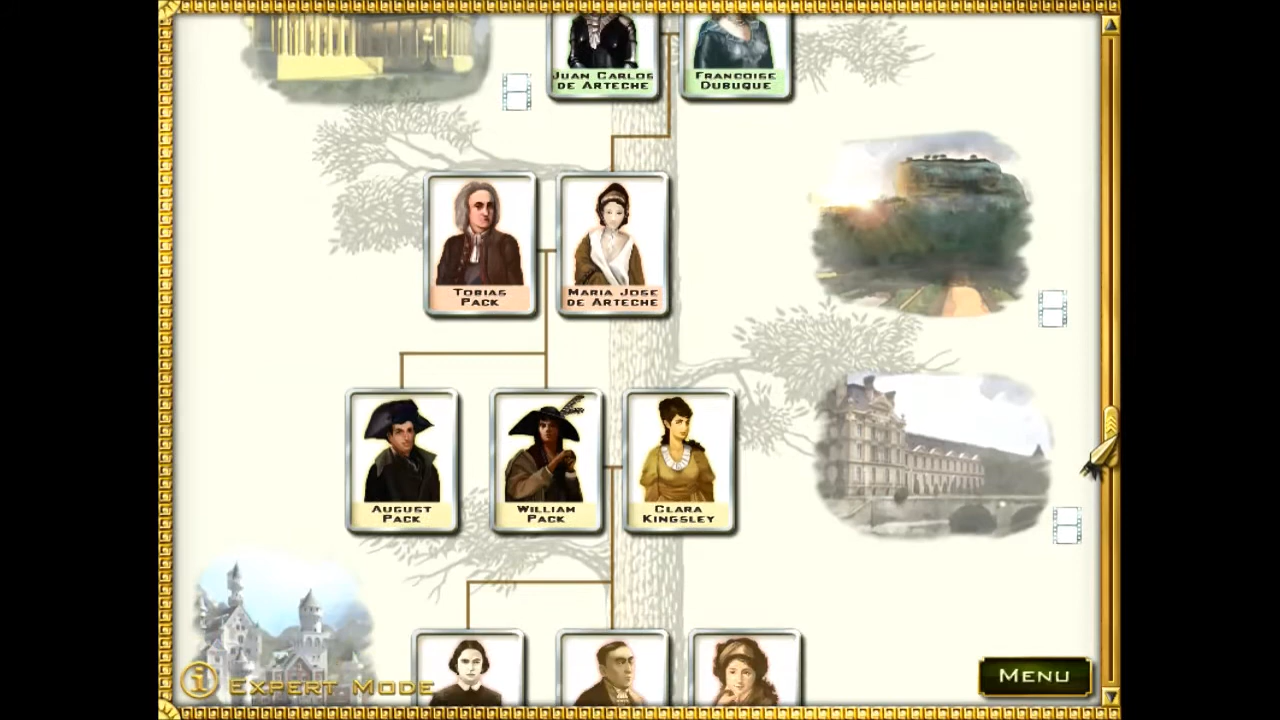 JUAN CARLOS
DE ARTECHE
FRANCOISE
DUBUQUE
TOBIAS
PACK
MARIA JOSE
DE ARTECHE
AUGUST
PACK
WILLIAM
PACK
CLARA
KINGSLEY
i EXPERT MODE
MENU